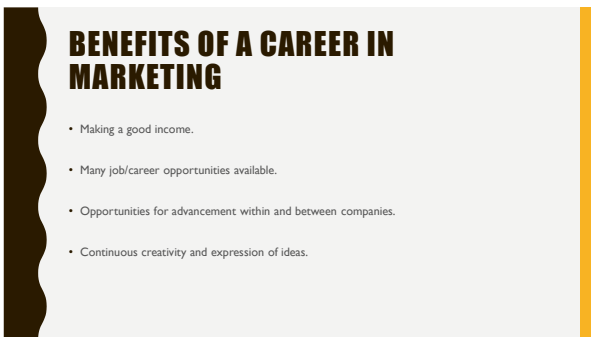 BENEFITS OF A CAREER IN
MARKETING
• Making a good income.
• Many job/career opportunities available.
• Opportunities for advancement within and between companies.
• Continuous creativity and expression of ideas.